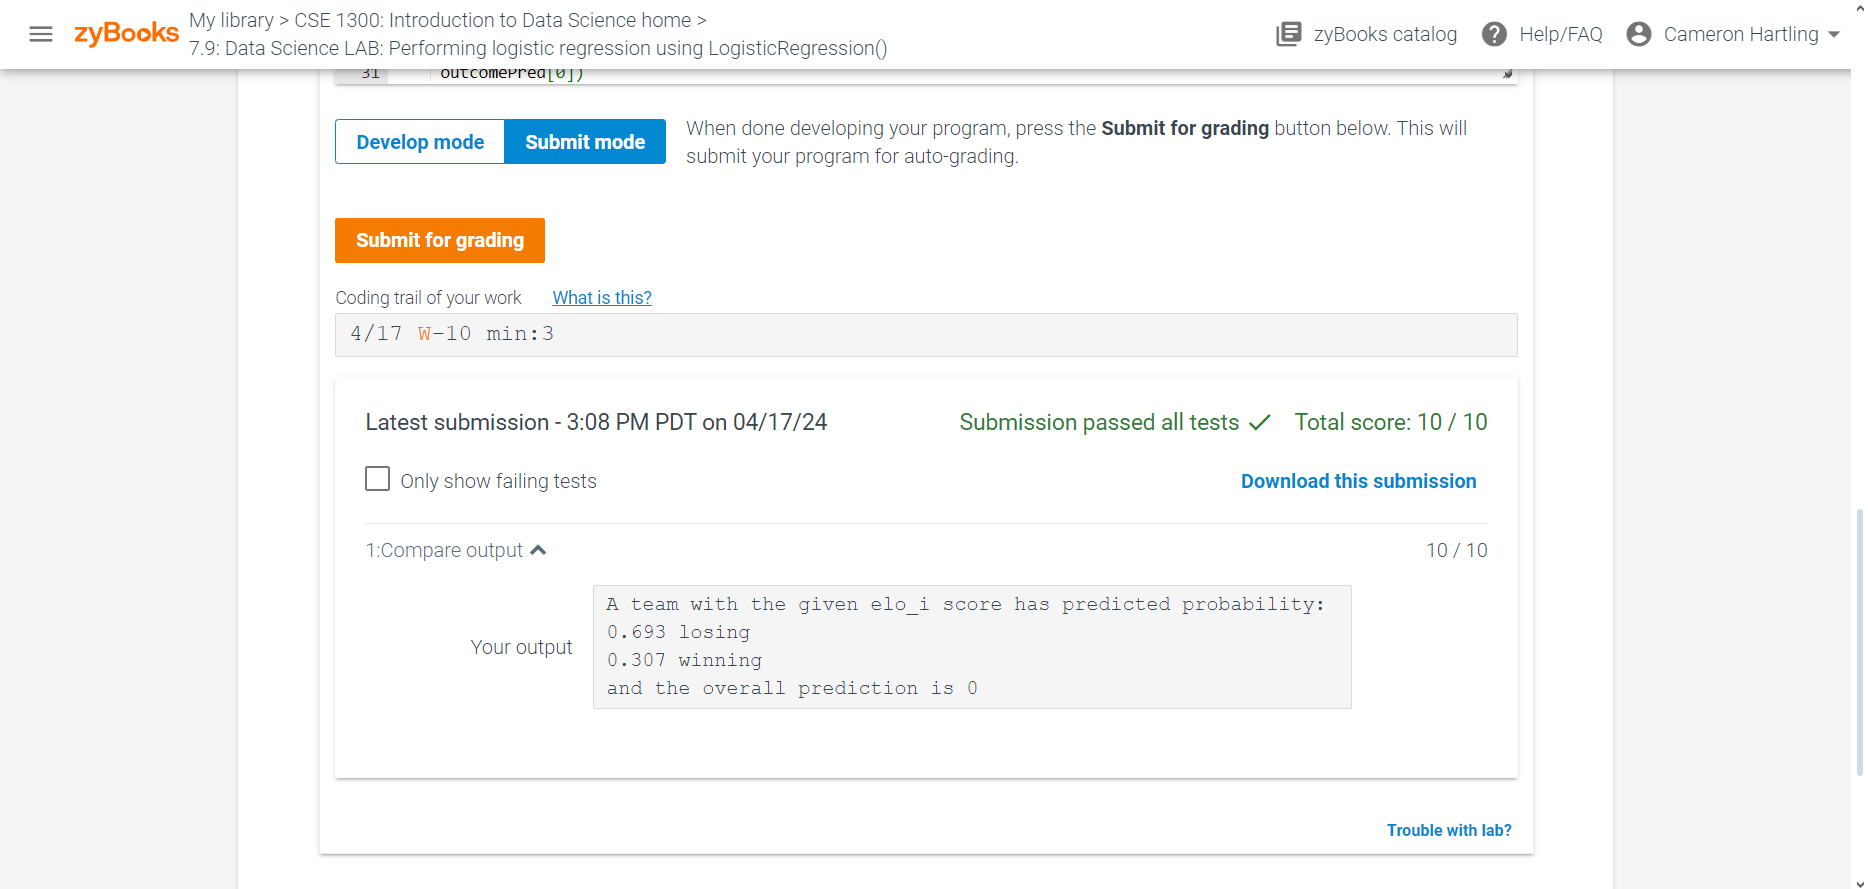 zyBooks
My library > CSE 1300: Introduction to Data Science home >
7.9: Data Science LAB: Performing logistic regression using LogisticRegression()
zyBooks catalog
Help/FAQ
Cameron Hartling
31 outcomePred[0])
Develop mode
Submit mode
When done developing your program, press the Submit for grading button below. This will
submit your program for auto-grading.
Submit for grading
Coding trail of your work What is this?
4/17 W-10 min:3
Latest submission - 3:08 PM PDT on 04/17/24
Submission passed all tests ✓ Total score: 10 / 10
Only show failing tests
Download this submission
1:Compare output
10 / 10
Your output
A team with the given elo_i score has predicted probability:
0.693 losing
0.307 winning
and the overall prediction is 0
Trouble with lab?